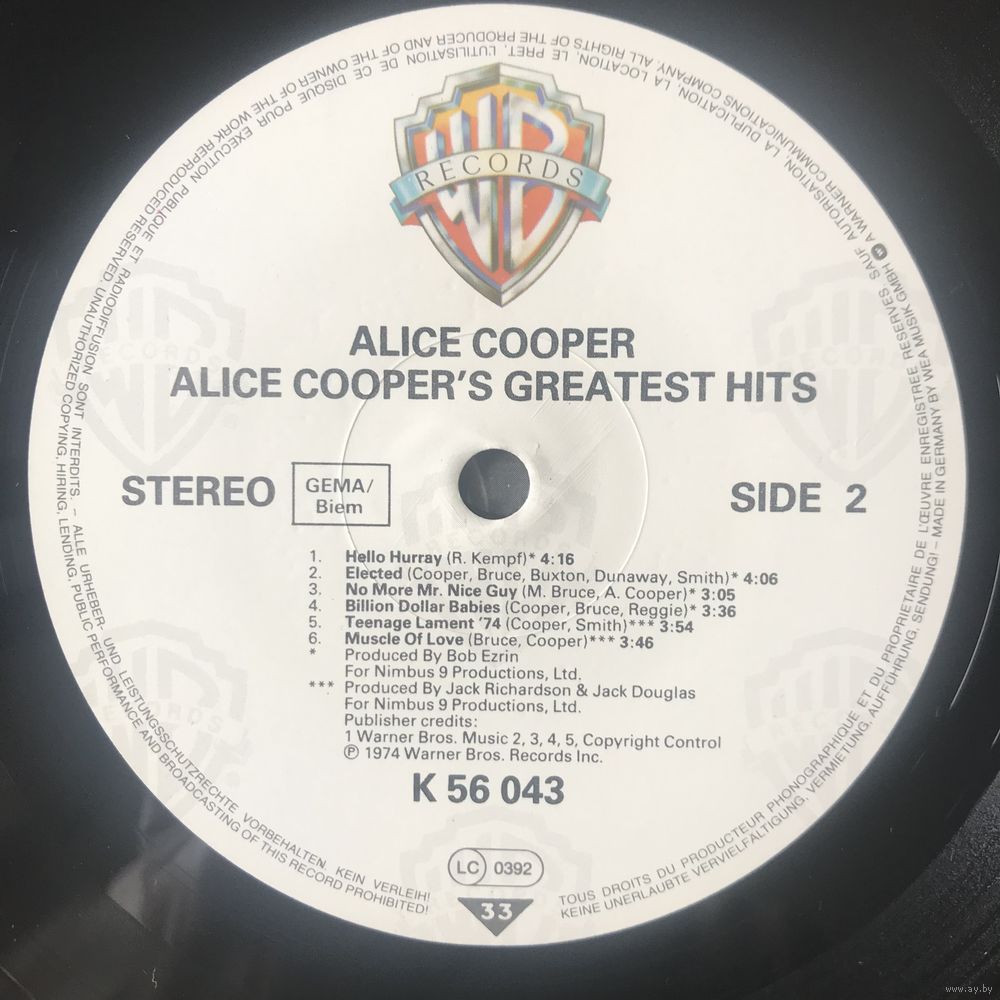 WB
RECORDS
ALICE COOPER
ALICE COOPER'S GREATEST HITS
STEREO
GEMA/
Biem
SIDE 2
1. Hello Hurray (R. Kempf)* 4:16
2. Elected (Cooper, Bruce, Buxton, Dunaway, Smith)* 4:06
3. No More Mr. Nice Guy (M. Bruce, A. Cooper)* 3:05
4. Billion Dollar Babies (Cooper, Bruce, Reggie)* 3:36
5. Teenage Lament '74 (Cooper, Smith)*** 3:54
6. Muscle Of Love (Bruce, Cooper)*** 3:46
* Produced By Bob Ezrin
For Nimbus 9 Productions, Ltd.
*** Produced By Jack Richardson & Jack Douglas
For Nimbus 9 Productions, Ltd.
Publisher credits:
1 Warner Bros. Music 2, 3, 4, 5, Copyright Control
℗ 1974 Warner Bros. Records Inc.
K 56 043
LC 0392
33
TOUS DROITS DU PRODUCTEUR PHONOGRAPHIQUE ET DU PROPRIETAIRE DE L'ŒUVRE ENREGISTREE RESERVES. SAUF AUTORISATION, LA DUPLICATION, LA LOCATION, LE PRET, L'UTILISATION DE CE DISQUE POUR EXECUTION PUBLIQUE ET RADIODIFFUSION SONT INTERDITS. – ALLE URHEBER- UND LEISTUNGSSCHUTZRECHTE VORBEHALTEN. KEIN VERLEIH!
KEINE UNERLAUBTE VERVIELFÄLTIGUNG, VERMIETUNG, AUFFÜHRUNG, SENDUNG! – MADE IN GERMANY BY WEA MUSIK GMBH A WARNER COMMUNICATIONS COMPANY. ALL RIGHTS OF THE PRODUCER AND OF THE OWNER OF THE WORK REPRODUCED RESERVED. UNAUTHORIZED COPYING, HIRING, LENDING, PUBLIC PERFORMANCE AND BROADCASTING OF THIS RECORD PROHIBITED!
www.ay.by